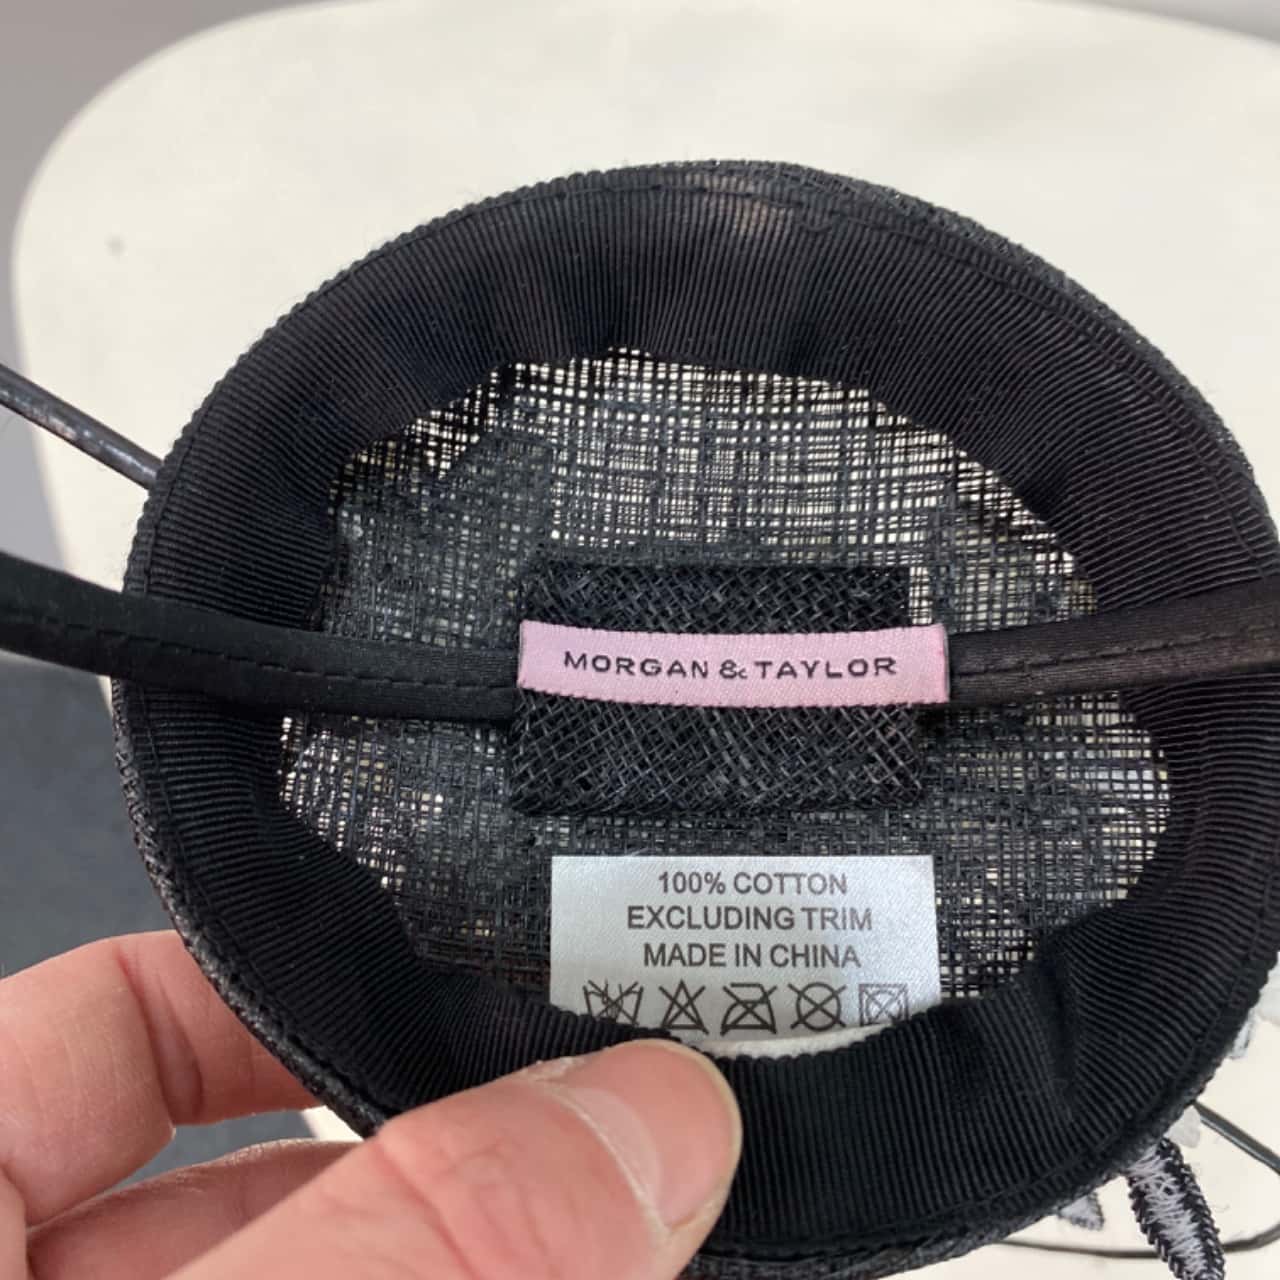 MORGAN & TAYLOR
100% COTTON
EXCLUDING TRIM
MADE IN CHINA